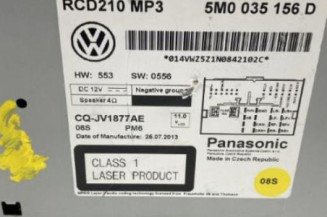 RCD210 MP3 5M0 035 156 D
*014VWZ5Z1N0842102C*
HW: 553 SW: 0556
DC 12V Negative ground
Speaker 4Ω
CQ-JV1877AE 11.0
08S PM6
Date of Manufacture: 26.07.2013
Panasonic
Made in Czech Republic
CLASS 1
LASER PRODUCT
08S